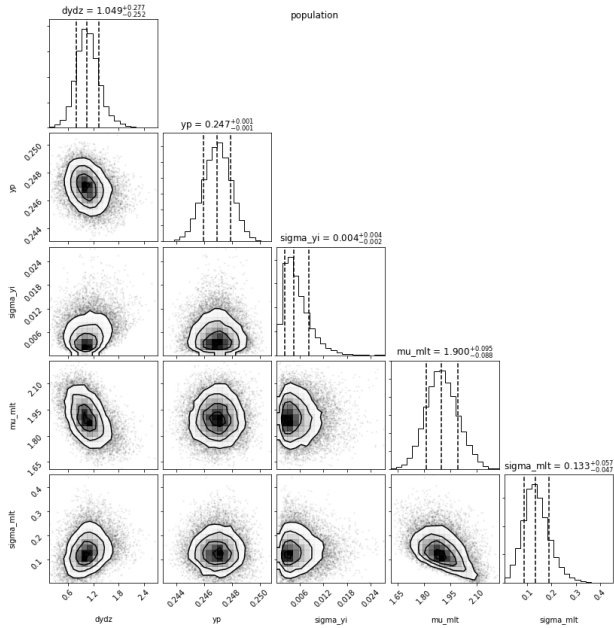 population
dydz = 1.049+0.277 −0.252
yp = 0.247+0.001 −0.001
0.250
0.248
0.246
0.244
yp
sigma_yi = 0.004+0.004 −0.002
0.024
0.018
0.012
0.006
sigma_yi
mu_mlt = 1.900+0.095 −0.088
2.10
1.95
1.80
1.65
mu_mlt
sigma_mlt = 0.133+0.057 −0.047
0.4
0.3
0.2
0.1
sigma_mlt
0.6 1.2 1.8 2.4 0.244 0.246 0.248 0.250 0.006 0.012 0.018 0.024 1.65 1.80 1.95 2.10 0.1 0.2 0.3 0.4
dydz yp sigma_yi mu_mlt sigma_mlt